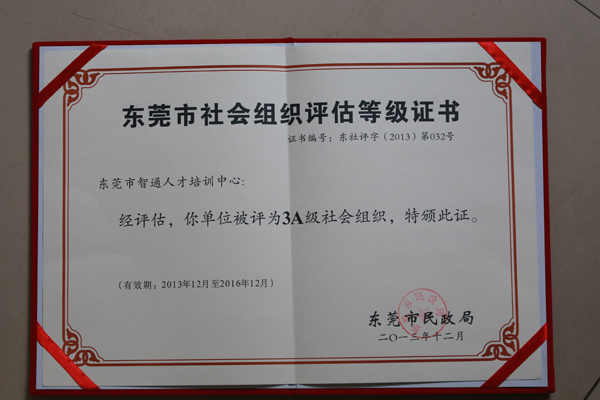 东莞市社会组织评估等级证书
证书编号：东社评字（2013）第032号
东莞市智通人才培训中心：
经评估，你单位被评为3A级社会组织，特颁此证。
（有效期：2013年12月至2016年12月）
东莞市民政局
二〇一三年十二月